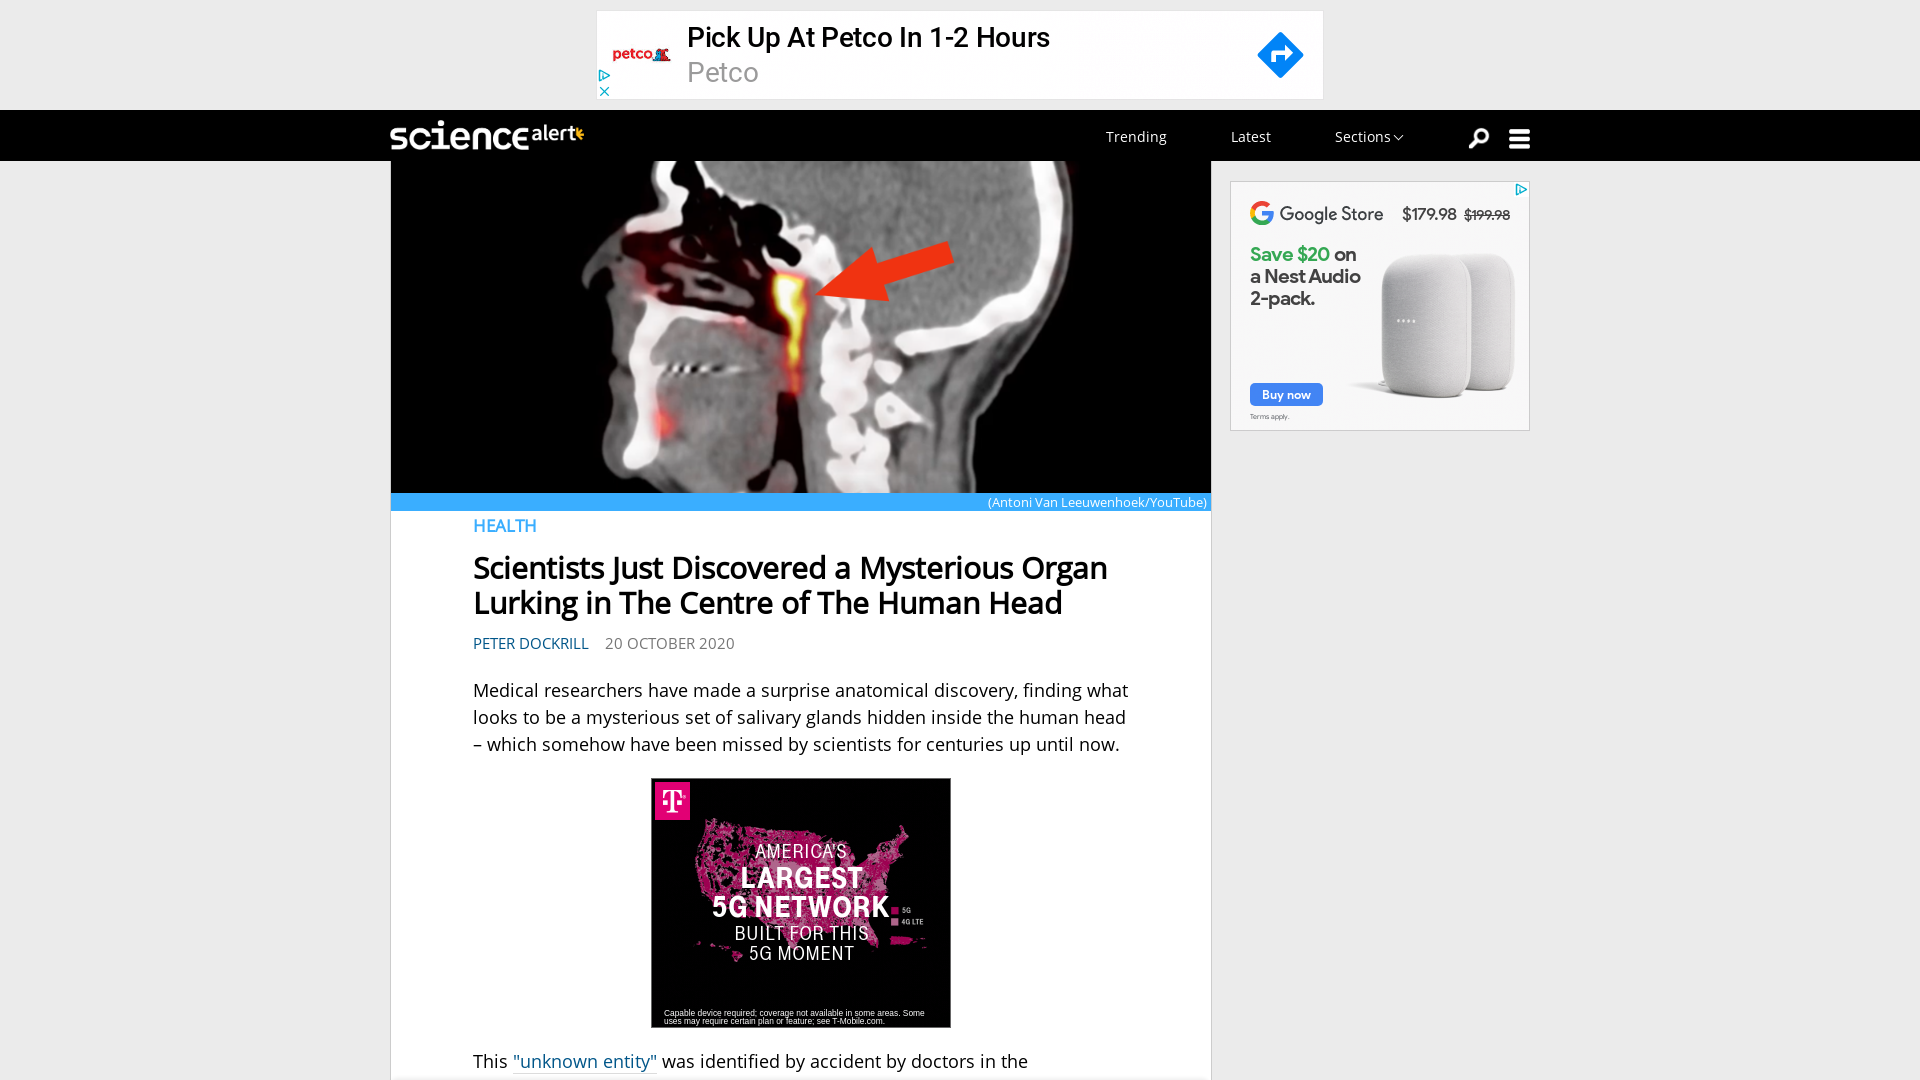 Pick Up At Petco In 1-2 Hours
petco
Petco
science alert
Trending
Latest
Sections
Google Store
$179.98 $199.98
Save $20 on
a Nest Audio
2-pack.
Buy now
Terms apply.
(Antoni Van Leeuwenhoek/YouTube)
HEALTH
Scientists Just Discovered a Mysterious Organ
Lurking in The Centre of The Human Head
PETER DOCKRILL 20 OCTOBER 2020
Medical researchers have made a surprise anatomical discovery, finding what
looks to be a mysterious set of salivary glands hidden inside the human head
– which somehow have been missed by scientists for centuries up until now.
T
AMERICA'S
LARGEST
5G NETWORK
5G
4G LTE
BUILT FOR THIS
5G MOMENT
Capable device required; coverage not available in some areas. Some
uses may require certain plan or feature; see T-Mobile.com.
This "unknown entity" was identified by accident by doctors in the